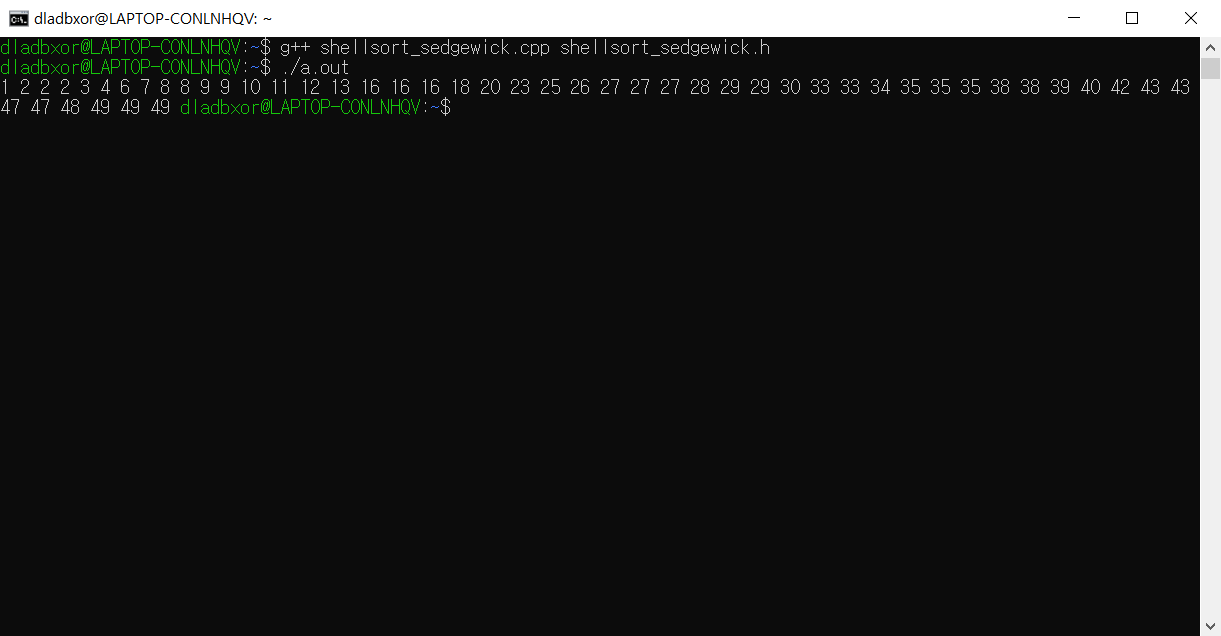 dladbxor@LAPTOP-CONLNHQV: ~
dladbxor@LAPTOP-CONLNHQV:~$ g++ shellsort_sedgewick.cpp shellsort_sedgewick.h
dladbxor@LAPTOP-CONLNHQV:~$ ./a.out
1 2 2 2 3 4 6 7 8 8 9 9 10 11 12 13 16 16 16 18 20 23 25 26 27 27 27 28 29 29 30 33 33 34 35 35 35 38 38 39 40 42 43 43
47 47 48 49 49 49 dladbxor@LAPTOP-CONLNHQV:~$